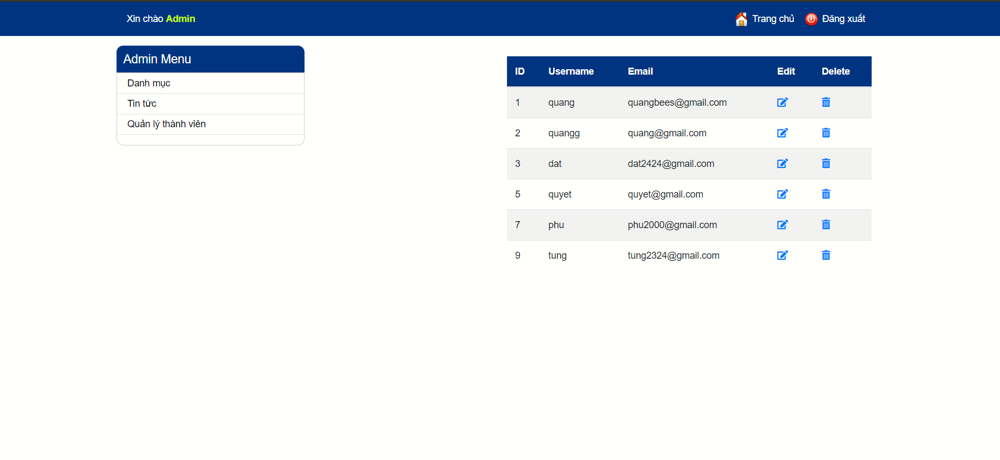 Xin chào Admin
Trang chủ Đăng xuất
Admin Menu
Danh mục
Tin tức
Quản lý thành viên
ID Username Email Edit Delete
1 quang quangbees@gmail.com
2 quangg quang@gmail.com
3 dat dat2424@gmail.com
5 quyet quyet@gmail.com
7 phu phu2000@gmail.com
9 tung tung2324@gmail.com